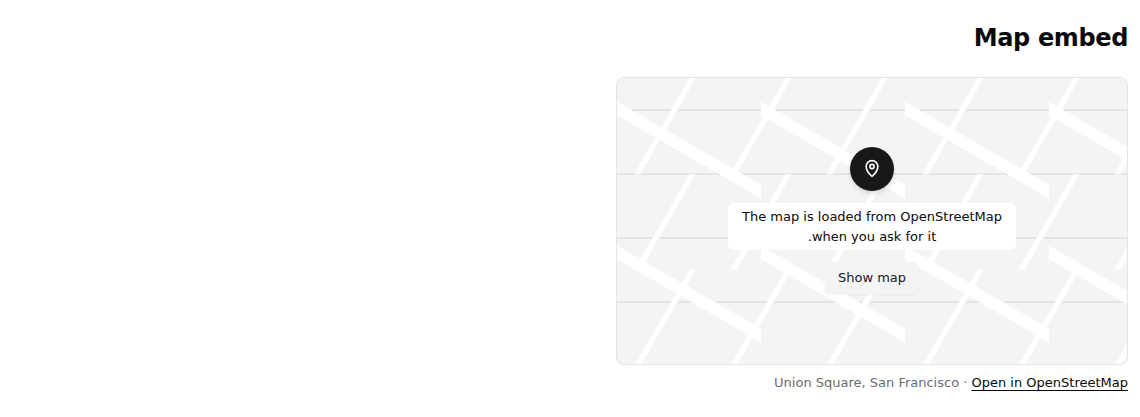 Map embed
The map is loaded from OpenStreetMap
.when you ask for it
Show map
Union Square, San Francisco · Open in OpenStreetMap